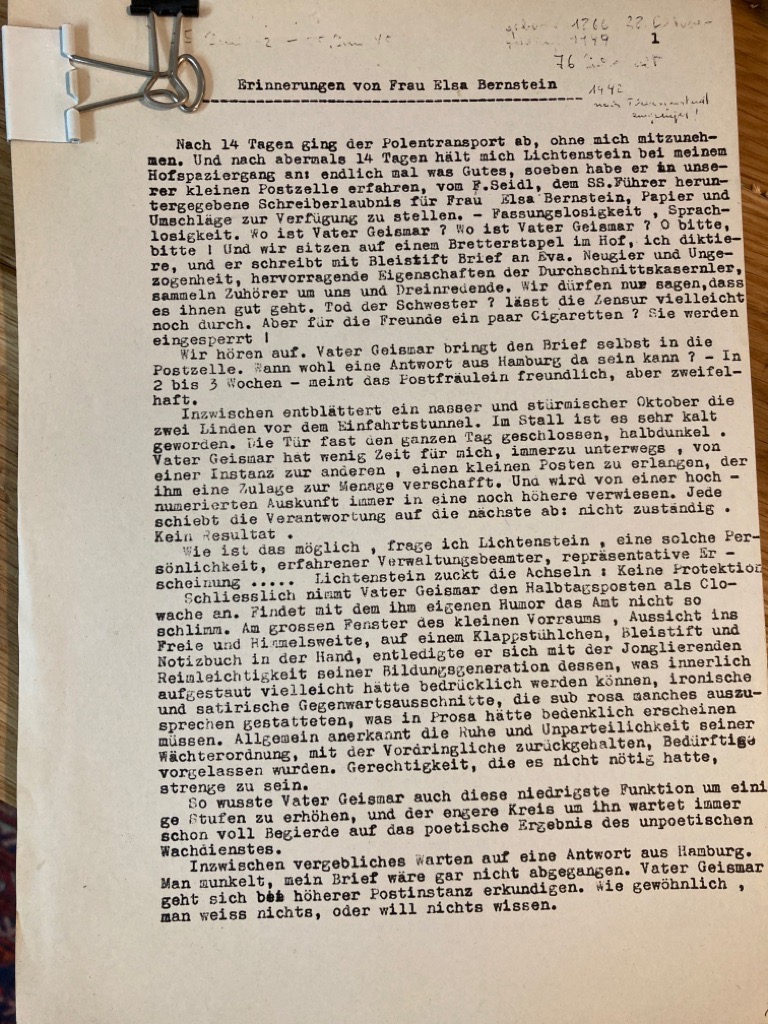 1866 28
1949 1
76
1942
Erinnerungen von Frau Elsa Bernstein
Nach 14 Tagen ging der Polentransport ab, ohne mich mitzuneh-
men. Und nach abermals 14 Tagen hält mich Lichtenstein bei meinem
Hofspaziergang an: endlich mal was Gutes, soeben habe er in unse-
rer kleinen Postzelle erfahren, vom F.Seidl, dem SS.Führer herun-
tergegebene Schreiberlaubnis für Frau Elsa Bernstein, Papier und
Umschläge zur Verfügung zu stellen. - Fassungslosigkeit , Sprach-
losigkeit. Wo ist Vater Geismar ? Wo ist Vater Geismar ? O bitte,
bitte ! Und wir sitzen auf einem Bretterstapel im Hof, ich diktie-
re, und er schreibt mit Bleistift Brief an Eva. Neugier und Unge-
zogenheit, hervorragende Eigenschaften der Durchschnittskasernler,
sammeln Zuhörer um uns und Dreinredende. Wir dürfen nur sagen,dass
es ihnen gut geht. Tod der Schwester ? lässt die Zensur vielleicht
noch durch. Aber für die Freunde ein paar Cigaretten ? Sie werden
eingesperrt !
Wir hören auf. Vater Geismar bringt den Brief selbst in die
Postzelle. Wann wohl eine Antwort aus Hamburg da sein kann ? - In
2 bis 3 Wochen - meint das Postfräulein freundlich, aber zweifel-
haft.
Inzwischen entblättert ein nasser und stürmischer Oktober die
zwei Linden vor dem Einfahrtstunnel. Im Stall ist es sehr kalt
geworden. Die Tür fast den ganzen Tag geschlossen, halbdunkel .
Vater Geismar hat wenig Zeit für mich, immerzu unterwegs , von
einer Instanz zur anderen , einen kleinen Posten zu erlangen, der
ihm eine Zulage zur Menage verschafft. Und wird von einer hoch -
numerierten Auskunft immer in eine noch höhere verwiesen. Jede
schiebt die Verantwortung auf die nächste ab: nicht zuständig .
Kein Resultat .
Wie ist das möglich , frage ich Lichtenstein , eine solche Per-
sönlichkeit, erfahrener Verwaltungsbeamter, repräsentative Er -
scheinung ..... Lichtenstein zuckt die Achseln : Keine Protektion
Schliesslich nimmt Vater Geismar den Halbtagsposten als Clo-
wache an. Findet mit dem ihm eigenen Humor das Amt nicht so
schlimm. Am grossen Fenster des kleinen Vorraums , Aussicht ins
Freie und Himmelsweite, auf einem Klappstühlchen, Bleistift und
Notizbuch in der Hand, entledigte er sich mit der Jonglierenden
Reimleichtigkeit seiner Bildungsgeneration dessen, was innerlich
aufgestaut vielleicht hätte bedrücklich werden können, ironische
und satirische Gegenwartsausschnitte, die sub rosa manches auszu-
sprechen gestatteten, was in Prosa hätte bedenklich erscheinen
müssen. Allgemein anerkannt die Ruhe und Unparteilichkeit seiner
Wächterordnung, mit der Vordringliche zurückgehalten, Bedürftige
vorgelassen wurden. Gerechtigkeit, die es nicht nötig hatte,
strenge zu sein.
So wusste Vater Geismar auch diese niedrigste Funktion um eini
ge Stufen zu erhöhen, und der engere Kreis um ihn wartet immer
schon voll Begierde auf das poetische Ergebnis des unpoetischen
Wachdienstes.
Inzwischen vergebliches Warten auf eine Antwort aus Hamburg.
Man munkelt, mein Brief wäre gar nicht abgegangen. Vater Geismar
geht sich bei höherer Postinstanz erkundigen. Wie gewöhnlich ,
man weiss nichts, oder will nichts wissen.